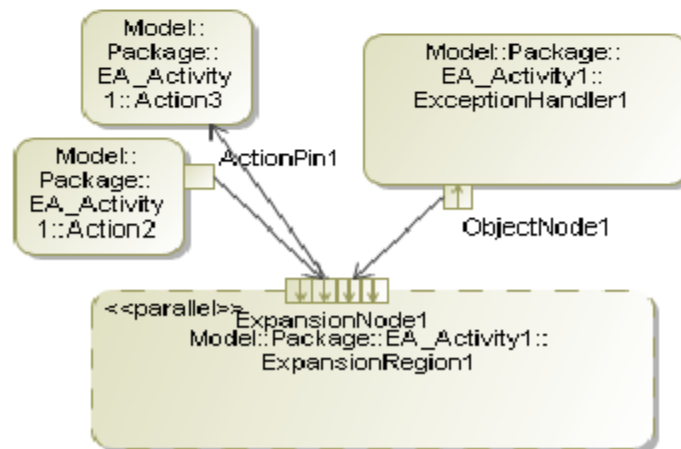 Model::
Package::
EA_Activity
1::Action3
Model::Package::
EA_Activity1::
ExceptionHandler1
Model::
Package::
EA_Activity
1::Action2
ActionPin1
ObjectNode1
<<parallel>>
ExpansionNode1
Model::Package::EA_Activity1::
ExpansionRegion1